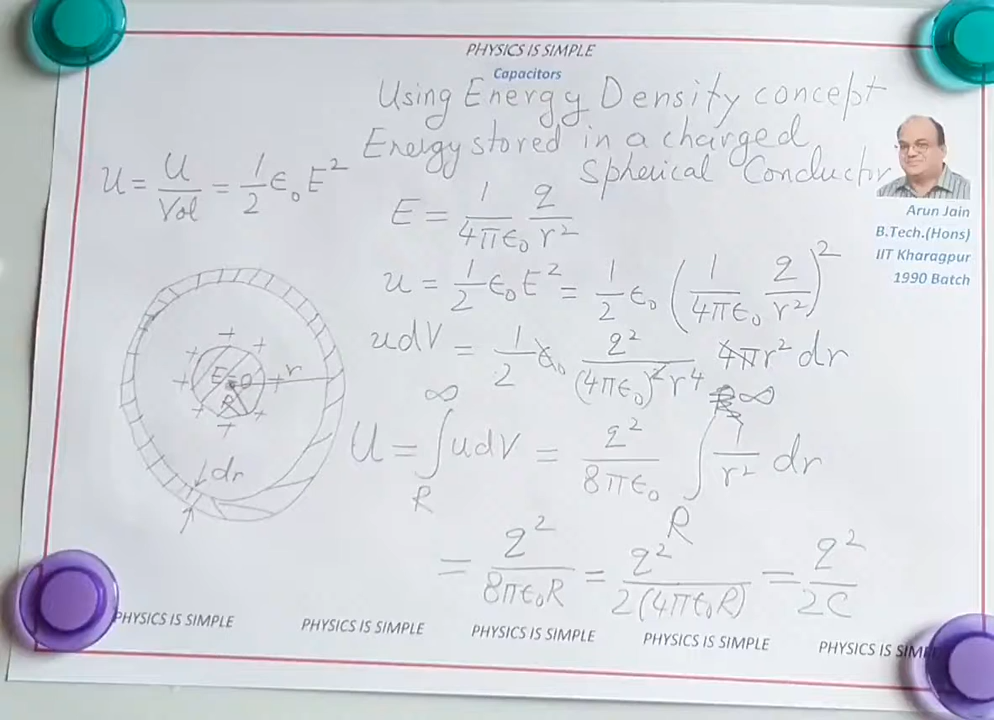 PHYSICS IS SIMPLE
Capacitors
Using Energy Density concept
Energy stored in a charged
Spherical Conductor
Arun Jain
B.Tech.(Hons)
IIT Kharagpur
1990 Batch
u = U/Vol = 1/2 ϵ₀ E²
E = 1/4πϵ₀ q/r²
u = 1/2 ϵ₀ E² = 1/2 ϵ₀ (1/4πϵ₀ q/r²)²
udV = 1/2 ϵ₀ q²/(4πϵ₀)²r⁴ 4πr² dr
U = ∫_R^∞ udV = q²/8πϵ₀ ∫_R^∞ 1/r² dr
= q²/8πϵ₀R = q²/2(4πϵ₀R) = q²/2C
+ + + + + + + +
E=0
R
r
dr
PHYSICS IS SIMPLE PHYSICS IS SIMPLE PHYSICS IS SIMPLE PHYSICS IS SIMPLE PHYSICS IS SIMP